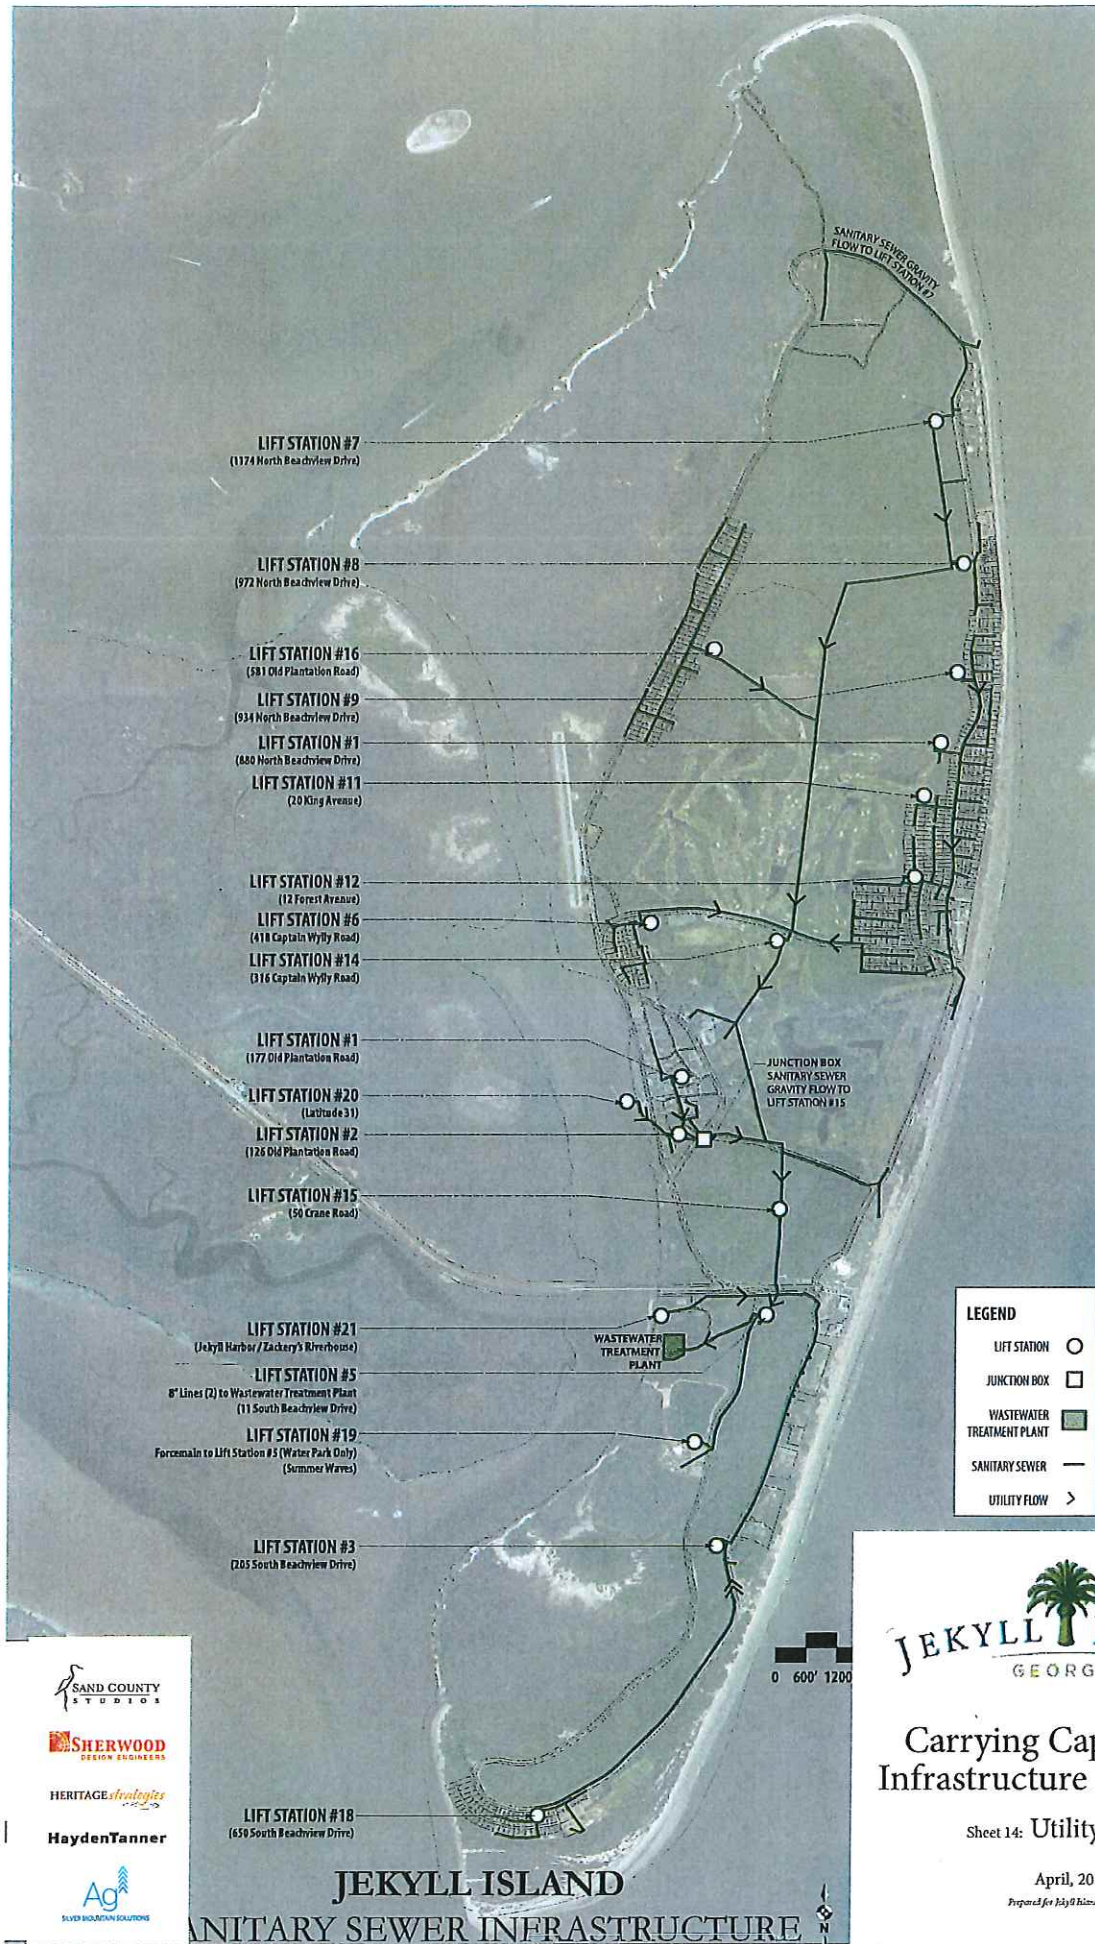 SANITARY SEWER GRAVITY
FLOW TO LIFT STATION #7
LIFT STATION #7
(1174 North Beachview Drive)
LIFT STATION #8
(972 North Beachview Drive)
LIFT STATION #16
(581 Old Plantation Road)
LIFT STATION #9
(934 North Beachview Drive)
LIFT STATION #1
(880 North Beachview Drive)
LIFT STATION #11
(20 King Avenue)
LIFT STATION #12
(12 Forest Avenue)
LIFT STATION #6
(418 Captain Wylly Road)
LIFT STATION #14
(316 Captain Wylly Road)
LIFT STATION #1
(177 Old Plantation Road)
JUNCTION BOX
SANITARY SEWER
GRAVITY FLOW TO
LIFT STATION #15
LIFT STATION #20
(Latitude 31)
LIFT STATION #2
(126 Old Plantation Road)
LIFT STATION #15
(50 Crane Road)
LIFT STATION #21
(Jekyll Harbor / Zackery's Riverhouse)
WASTEWATER
TREATMENT
PLANT
LIFT STATION #5
8" Lines (2) to Wastewater Treatment Plant
(11 South Beachview Drive)
LIFT STATION #19
Forcemain to Lift Station #5 (Water Park Only)
(Summer Waves)
LIFT STATION #3
(205 South Beachview Drive)
LIFT STATION #18
(650 South Beachview Drive)
LEGEND
LIFT STATION
JUNCTION BOX
WASTEWATER
TREATMENT PLANT
SANITARY SEWER
UTILITY FLOW
0 600' 1200
JEKYLL
GEORG
Carrying Cap
Infrastructure
Sheet 14: Utility
April, 20
Prepared for Jekyll
SAND COUNTY
STUDIOS
SHERWOOD
DESIGN ENGINEERS
HERITAGE strategies
HaydenTanner
Ag
SILVER MOUNTAIN SOLUTIONS
JEKYLL ISLAND
ANITARY SEWER INFRASTRUCTURE
N